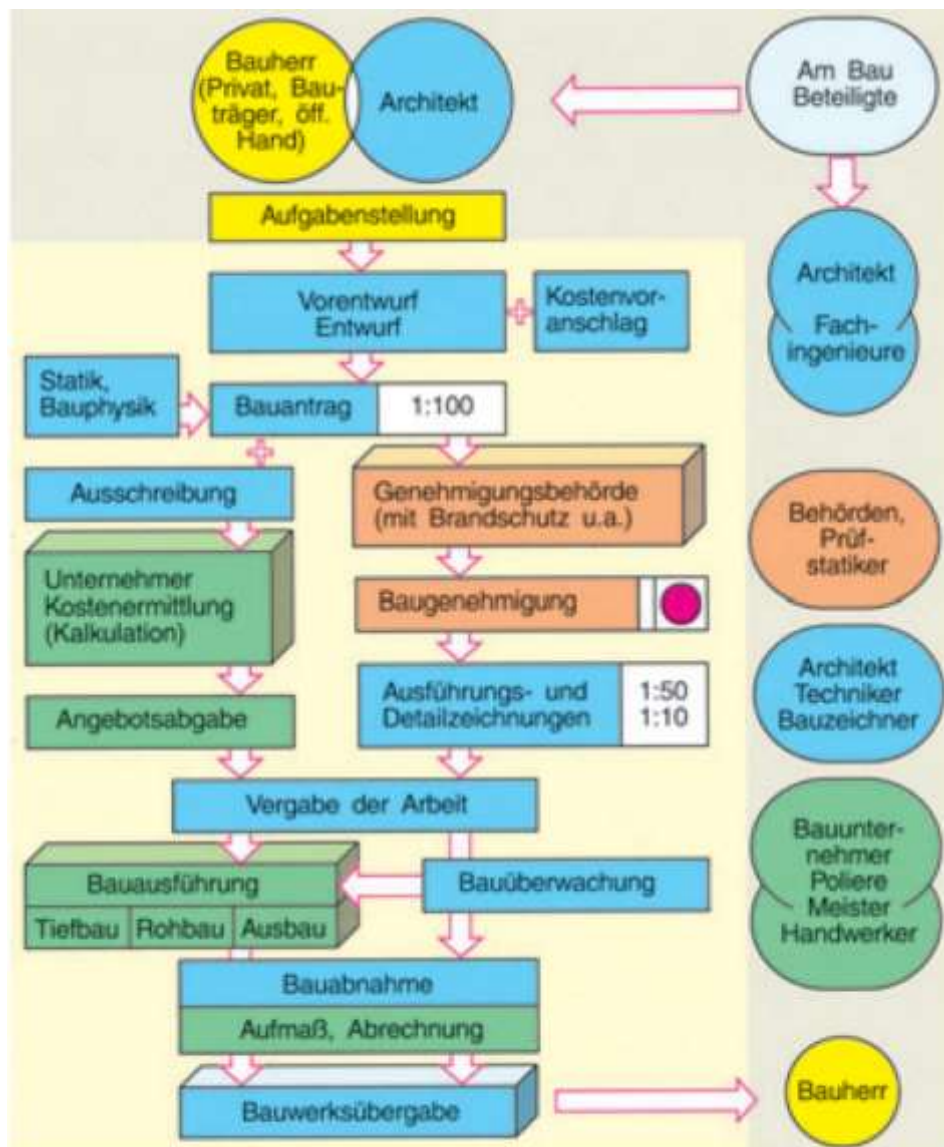 Bauherr
(Privat, Bau-
träger, öff.
Hand)
Architekt
Am Bau
Beteiligte
Aufgabenstellung
Architekt
Fach-
ingenieure
Vorentwurf
Entwurf
Kostenvor-
anschlag
Statik,
Bauphysik
Bauantrag
1:100
Ausschreibung
Genehmigungsbehörde
(mit Brandschutz u.a.)
Behörden,
Prüf-
statiker
Unternehmer
Kostenermittlung
(Kalkulation)
Baugenehmigung
Angebotsabgabe
Ausführungs- und
Detailzeichnungen
1:50
1:10
Architekt
Techniker
Bauzeichner
Vergabe der Arbeit
Bauausführung
Tiefbau
Rohbau
Ausbau
Bauüberwachung
Bauunter-
nehmer
Poliere
Meister
Handwerker
Bauabnahme
Aufmaß, Abrechnung
Bauwerksübergabe
Bauherr